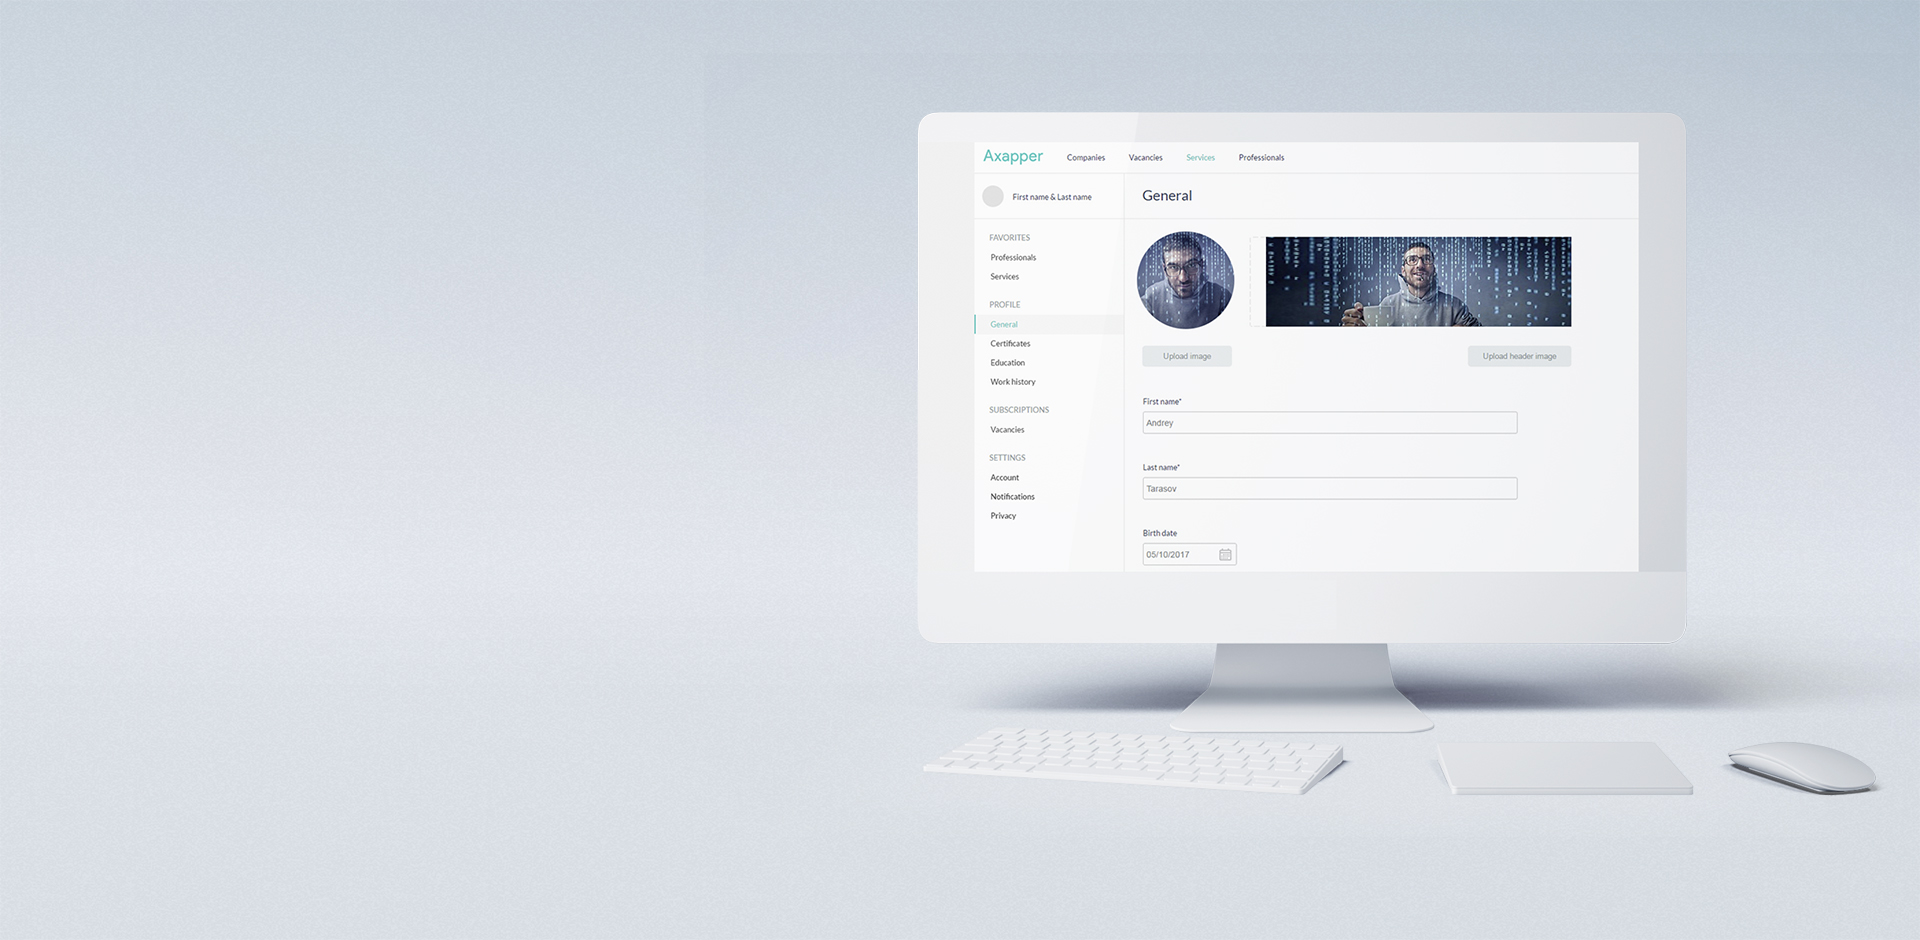 Axapper Companies Vacancies Services Professionals
First name & Last name
General
FAVORITES
Professionals
Services
PROFILE
General
Certificates
Education
Work history
SUBSCRIPTIONS
Vacancies
SETTINGS
Account
Notifications
Privacy
Upload image
Upload header image
First name*
Andrey
Last name*
Tarasov
Birth date
05/10/2017